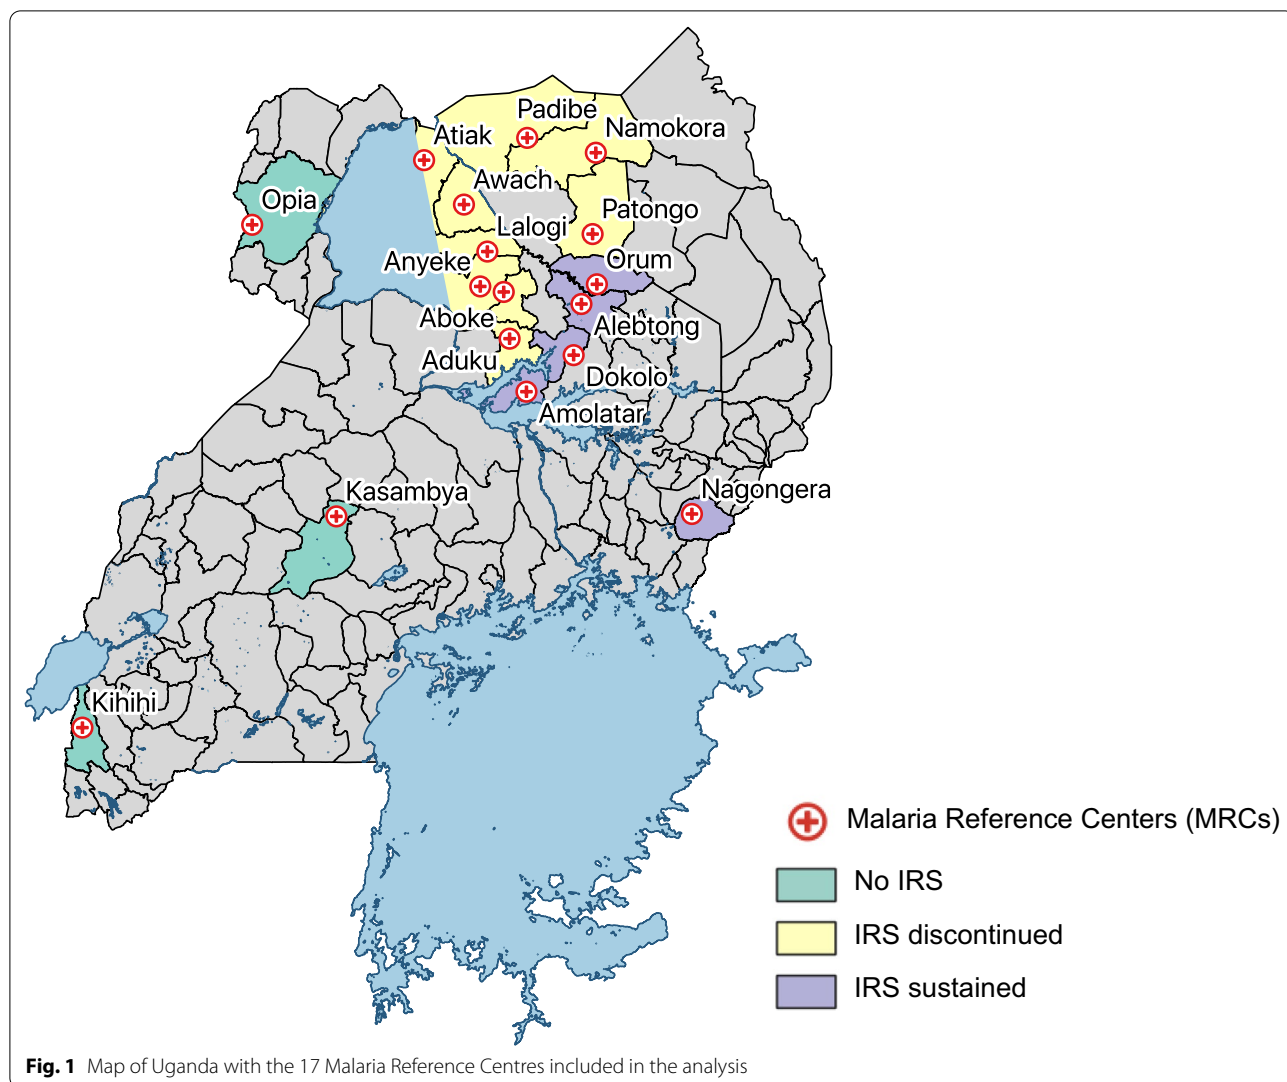 Padibe
Namokora
Atiak
Awach
Opia
Patongo
Lalogi
Anyeke
Orum
Aboke
Alebtong
Aduku
Dokolo
Amolatar
Nagongera
Kasambya
Kihihi
Malaria Reference Centers (MRCs)
No IRS
IRS discontinued
IRS sustained
Fig. 1 Map of Uganda with the 17 Malaria Reference Centres included in the analysis